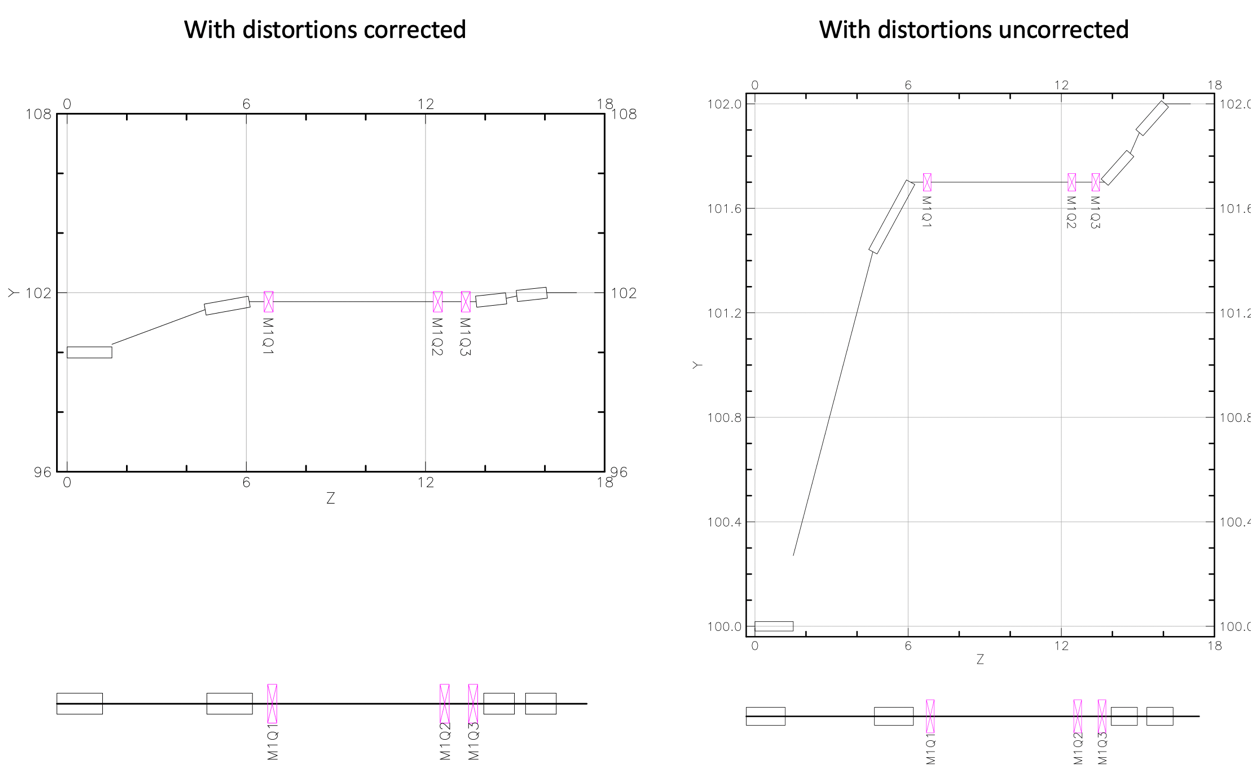 With distortions corrected
0 6 12 18
108 108
Y 102 102
M1Q1 M1Q2 M1Q3
96 96
0 6 12 18
Z
M1Q1 M1Q2 M1Q3
With distortions uncorrected
0 6 12 18
102.0 102.0
M1Q1 M1Q2 M1Q3
101.6 101.6
101.2 101.2
Y
100.8 100.8
100.4 100.4
100.0 100.0
0 6 12 18
Z
M1Q1 M1Q2 M1Q3